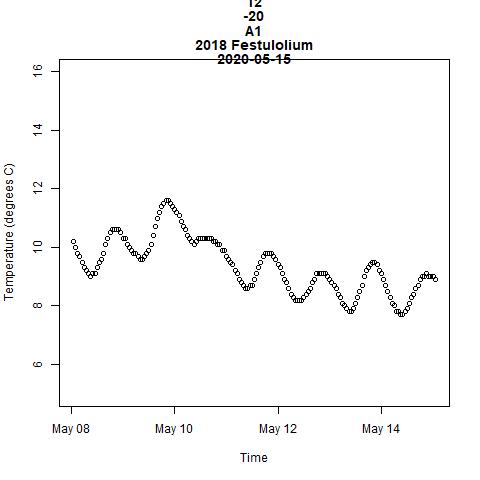 T2
-20
A1
2018 Festulolium
2020-05-15
Temperature (degrees C)
16
14
12
10
8
6
May 08
May 10
May 12
May 14
Time